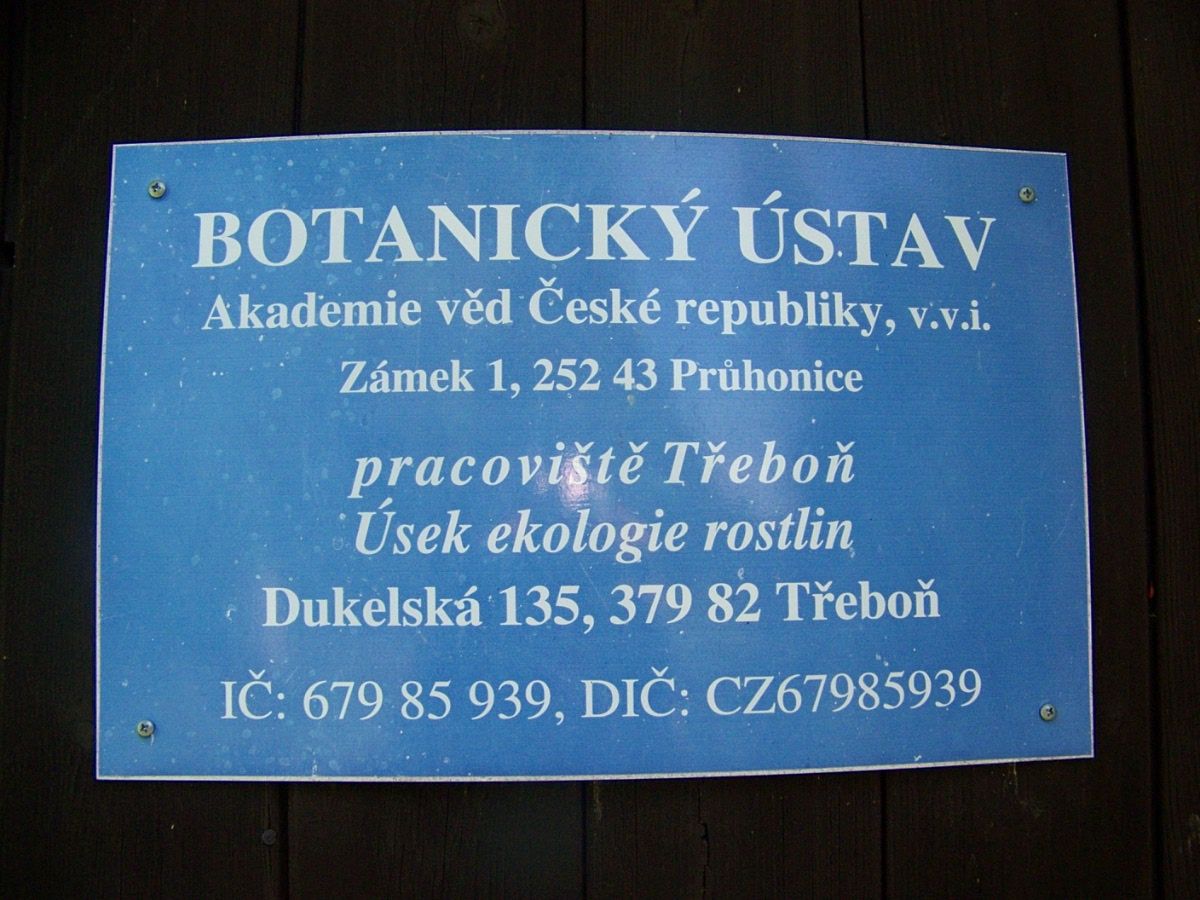 BOTANICKÝ ÚSTAV
Akademie věd České republiky, v.v.i.
Zámek 1, 252 43 Průhonice
pracoviště Třeboň
Úsek ekologie rostlin
Dukelská 135, 379 82 Třeboň
IČ: 679 85 939, DIČ: CZ67985939